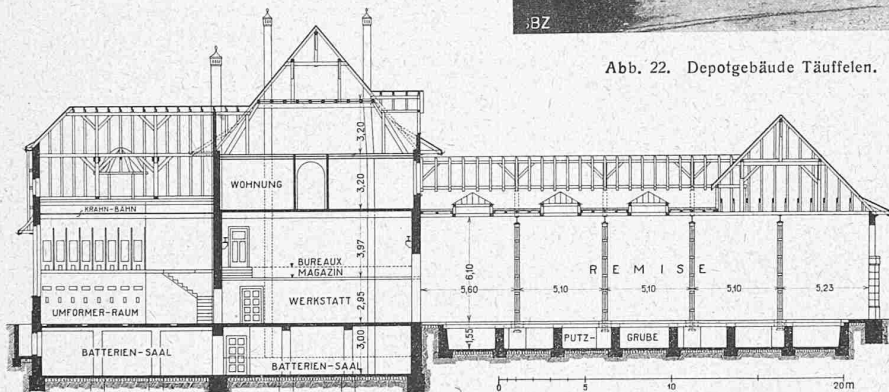 SBZ
Abb. 22. Depotgebäude Täuffelen.
3,20
WOHNUNG
3,20
KRAHN-BAHN
3,97
BUREAUX
MAGAZIN
6,10
REMISE
5,60 5,10 5,10 5,10 5,23
WERKSTATT
2,95
UMFORMER-RAUM
3,00
1,55
PUTZ- GRUBE
BATTERIEN-SAAL
BATTERIEN-SAAL
0 5 10 20m